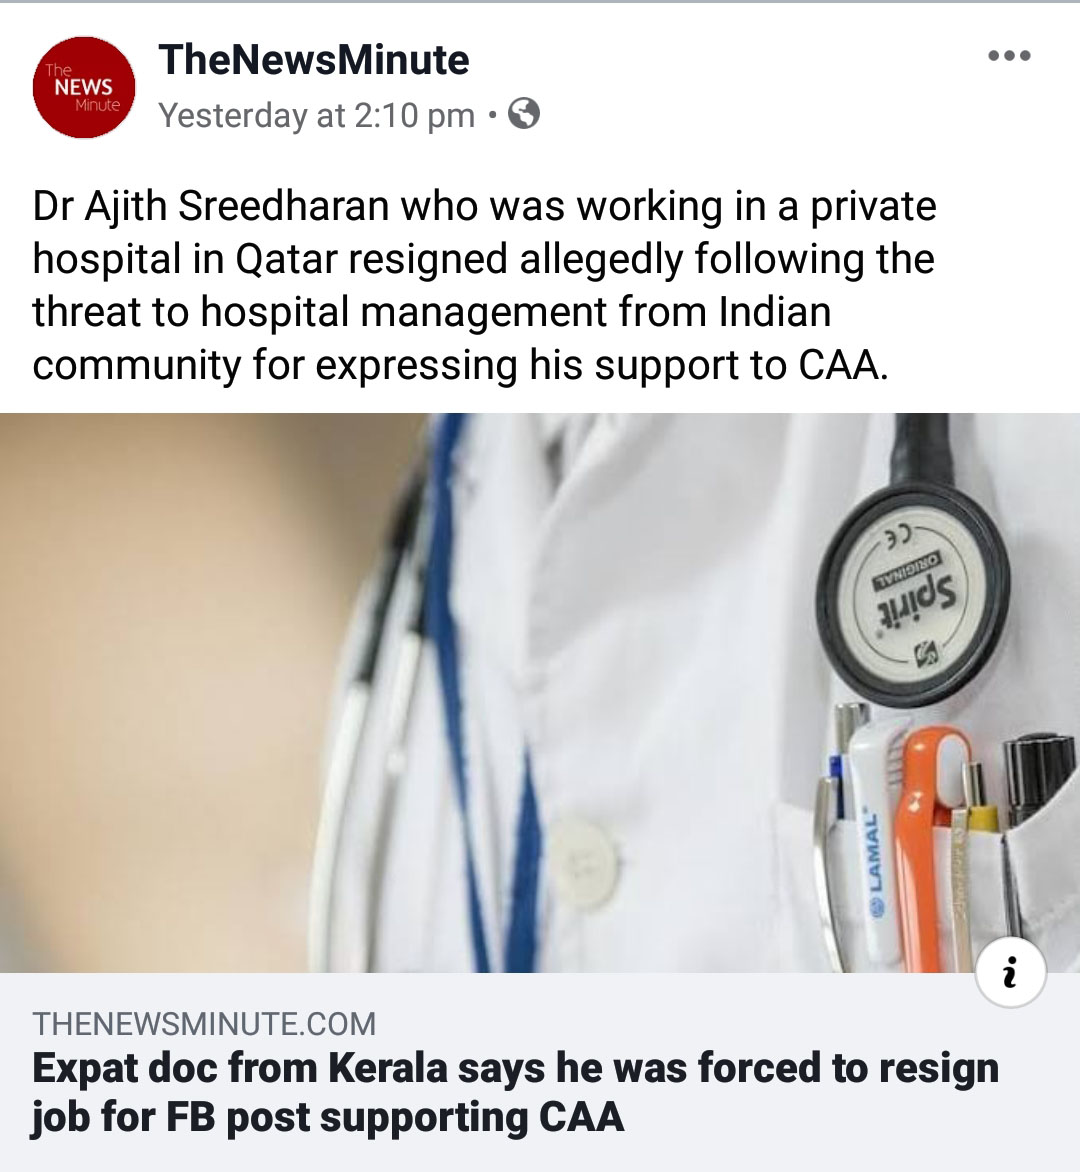 The
NEWS
Minute
TheNewsMinute
Yesterday at 2:10 pm •
Dr Ajith Sreedharan who was working in a private
hospital in Qatar resigned allegedly following the
threat to hospital management from Indian
community for expressing his support to CAA.
CE
ORIGINAL
Spirit
LAMAL
i
THENEWSMINUTE.COM
Expat doc from Kerala says he was forced to resign
job for FB post supporting CAA